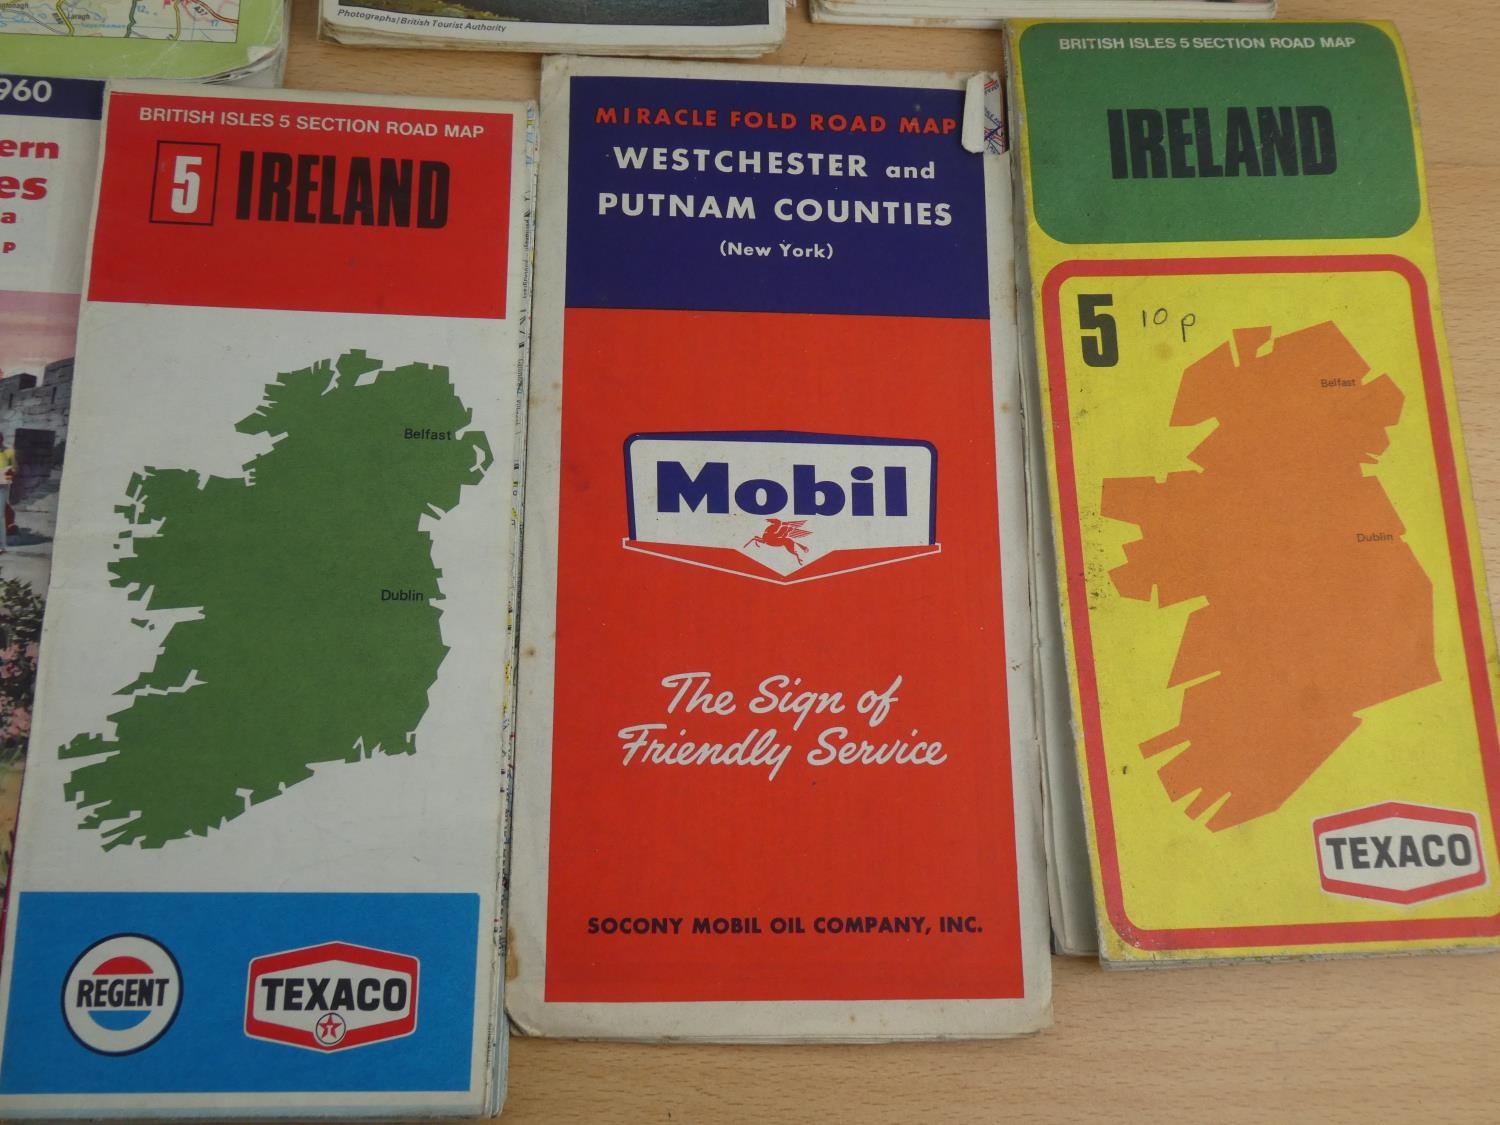 Laragh
Photographs/British Tourist Authority
960
ern
es
a
P
BRITISH ISLES 5 SECTION ROAD MAP
5 IRELAND
Belfast
Dublin
REGENT
TEXACO
T
MIRACLE FOLD ROAD MAP
WESTCHESTER and
PUTNAM COUNTIES
(New York)
Mobil
The Sign of
Friendly Service
SOCONY MOBIL OIL COMPANY, INC.
BRITISH ISLES 5 SECTION ROAD MAP
IRELAND
5 10p
Belfast
Dublin
TEXACO